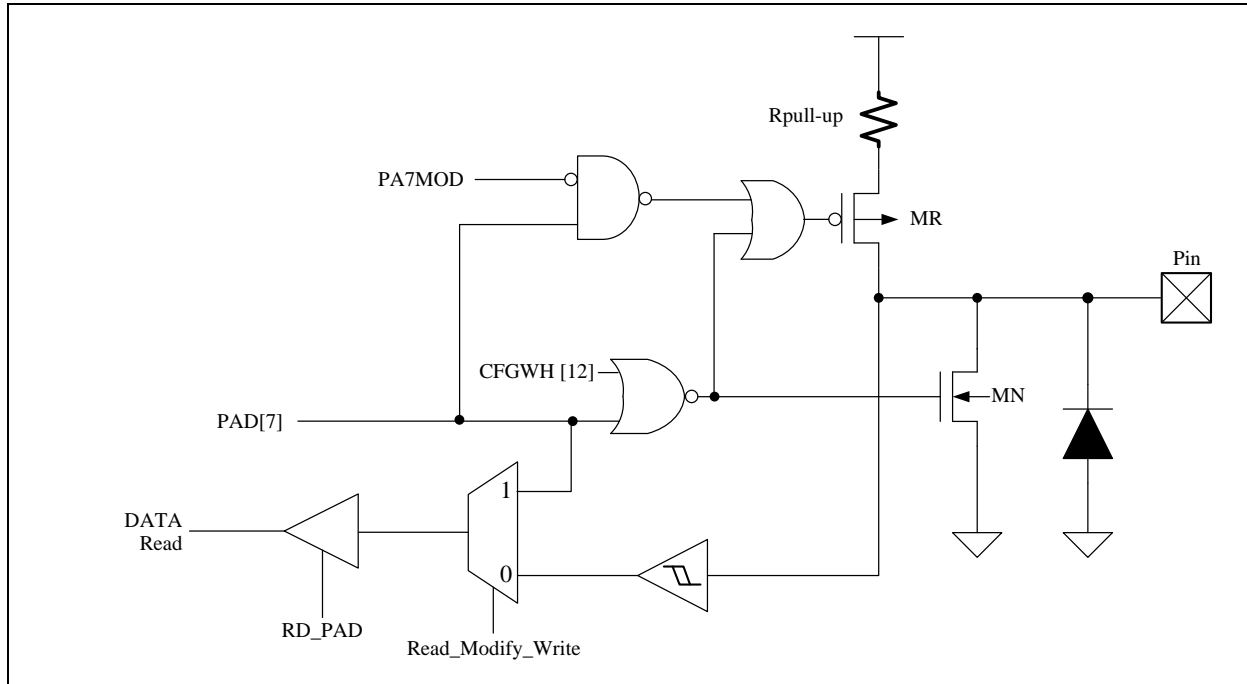 Rpull-up
PA7MOD
MR
Pin
CFGWH [12]
MN
PAD[7]
1
DATA
Read
0
RD_PAD
Read_Modify_Write